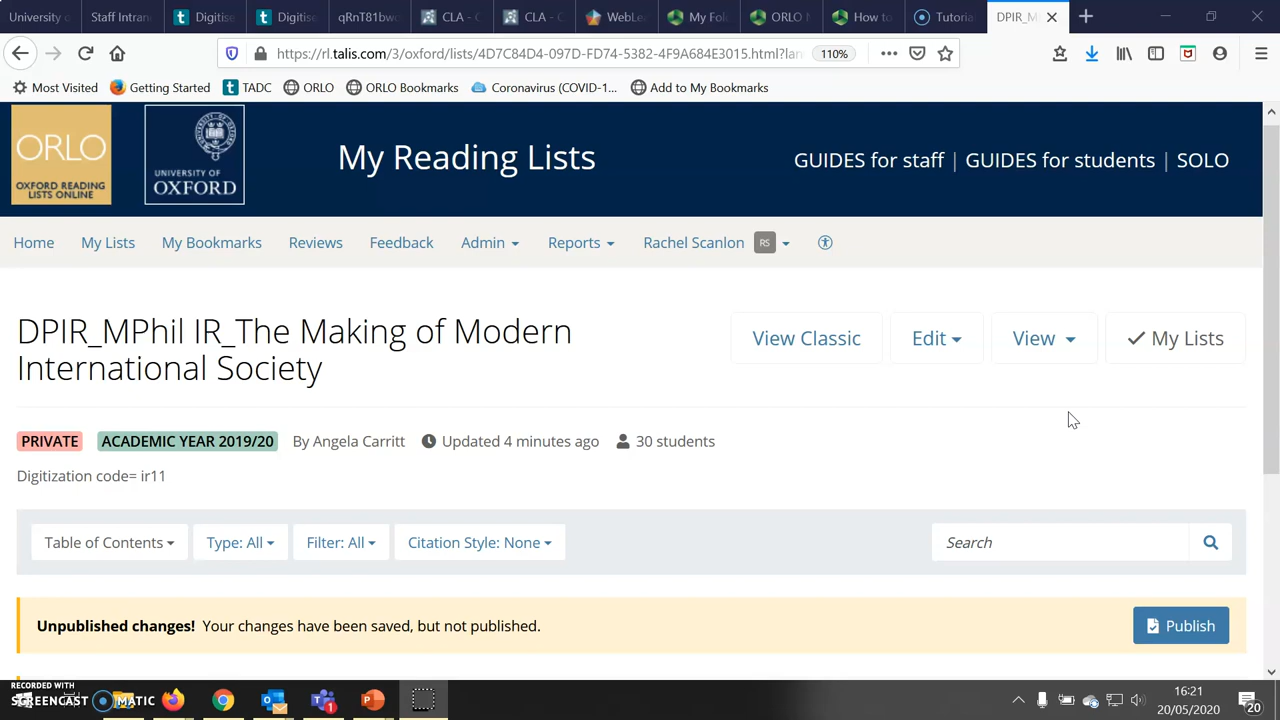 University o
Staff Intran
Digitise
Digitise
qRnT81bwo
CLA - C
CLA - C
WebLe
My Fol
ORLO M
How to
Tutoria
DPIR_M
https://rl.talis.com/3/oxford/lists/4D7C84D4-097D-FD74-5382-4F9A684E3015.html?lan
110%
Most Visited
Getting Started
TADC
ORLO
ORLO Bookmarks
Coronavirus (COVID-1...
Add to My Bookmarks
ORLO
OXFORD READING
LISTS ONLINE
UNIVERSITY OF
OXFORD
My Reading Lists
GUIDES for staff | GUIDES for students | SOLO
Home
My Lists
My Bookmarks
Reviews
Feedback
Admin
Reports
Rachel Scanlon
RS
DPIR_MPhil IR_The Making of Modern
International Society
View Classic
Edit
View
My Lists
PRIVATE
ACADEMIC YEAR 2019/20
By Angela Carritt
Updated 4 minutes ago
30 students
Digitization code= ir11
Table of Contents
Type: All
Filter: All
Citation Style: None
Search
Unpublished changes! Your changes have been saved, but not published.
Publish
RECORDED WITH
SCREENCAST MATIC
1
16:21
20/05/2020
20